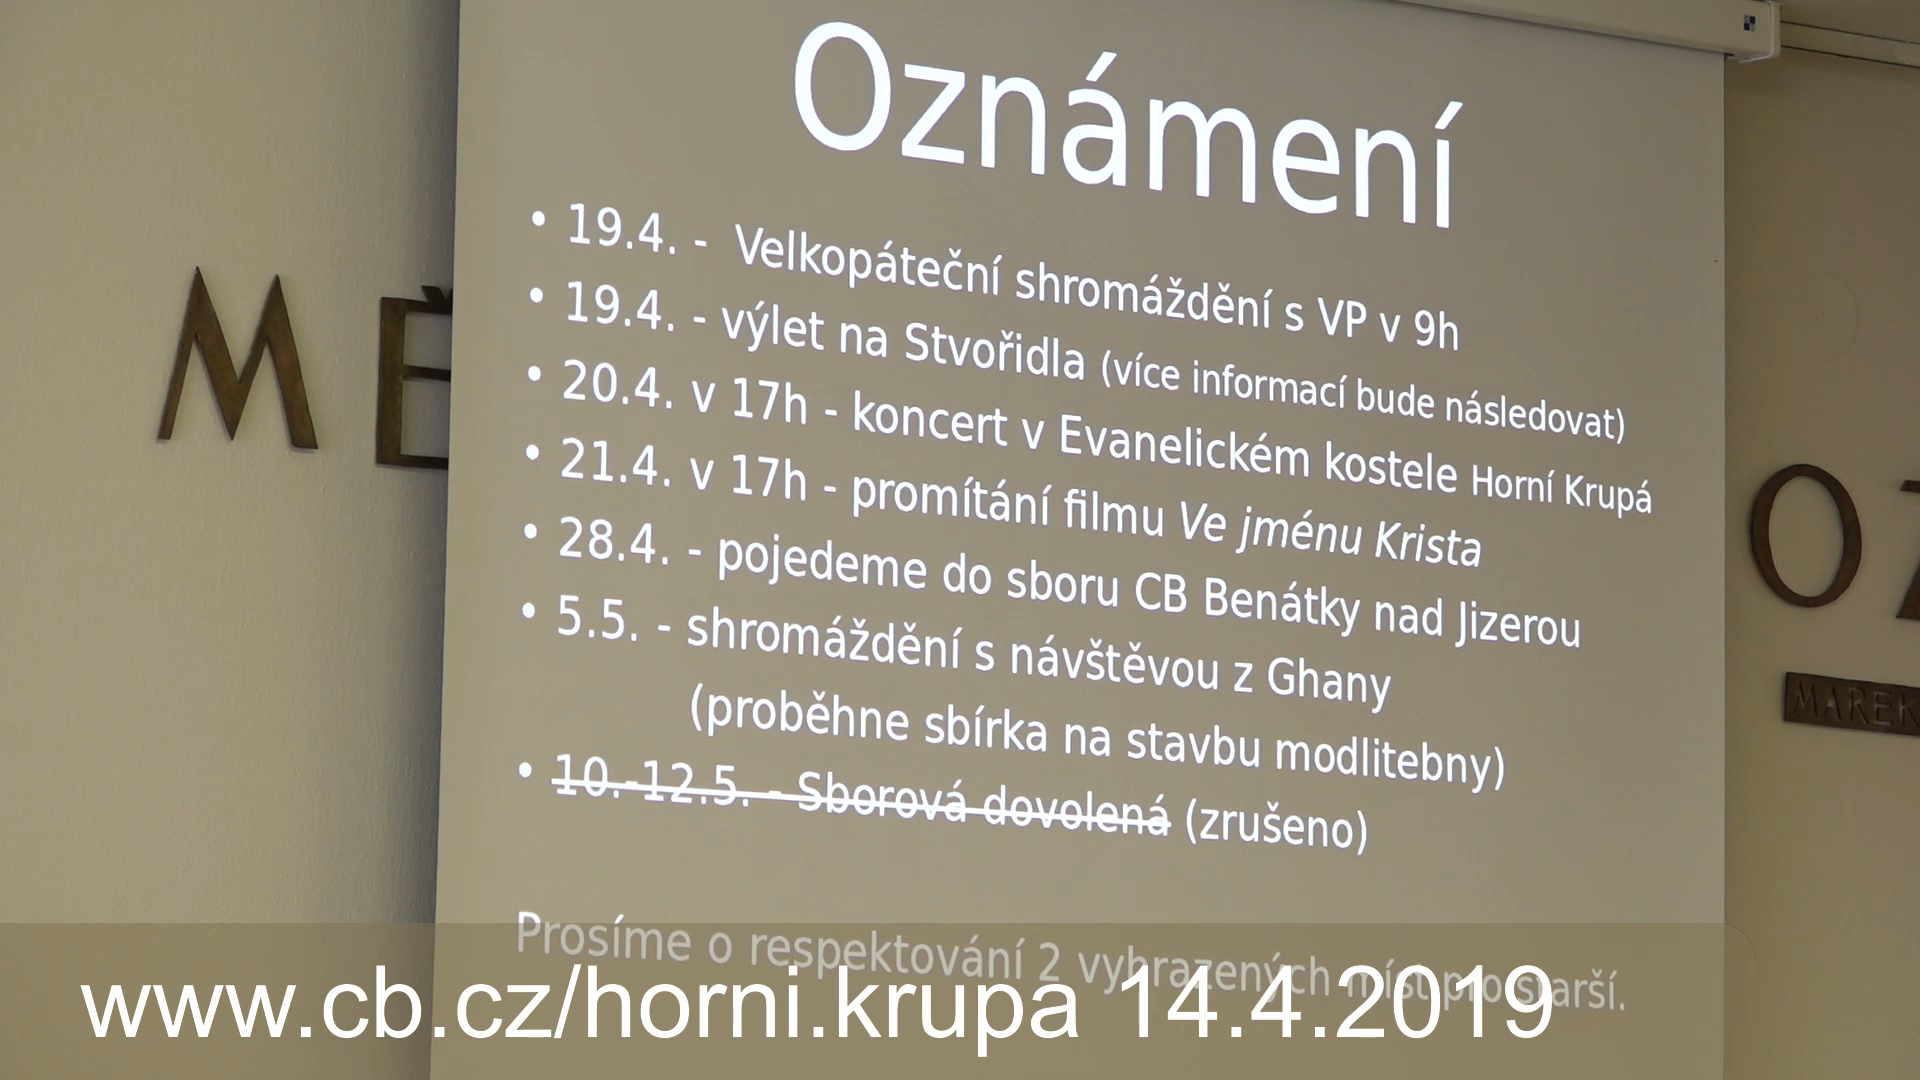 Oznámení
• 19.4. - Velkopáteční shromáždění s VP v 9h
• 19.4. - výlet na Stvořidla (více informací bude následovat)
• 20.4. v 17h - koncert v Evanelickém kostele Horní Krupá
• 21.4. v 17h - promítání filmu Ve jménu Krista
• 28.4. - pojedeme do sboru CB Benátky nad Jizerou
• 5.5. - shromáždění s návštěvou z Ghany
(proběhne sbírka na stavbu modlitebny)
• 10.-12.5. - Sborová dovolená (zrušeno)
Prosíme o respektování 2 vyhrazených míst pro starší.
www.cb.cz/horni.krupa 14.4.2019
M Ě
O
MAREK